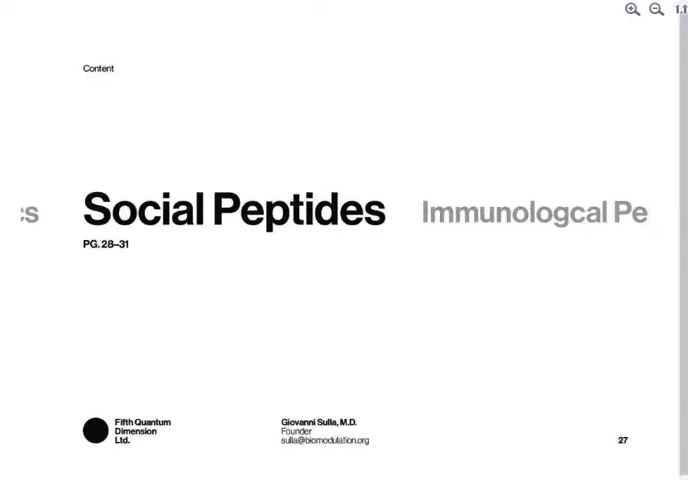 Content
Social Peptides
Immunologcal Pe
PG. 28–31
Fifth Quantum
Dimension
Ltd.
Giovanni Sulla, M.D.
Founder
sulla@biomodulation.org
27